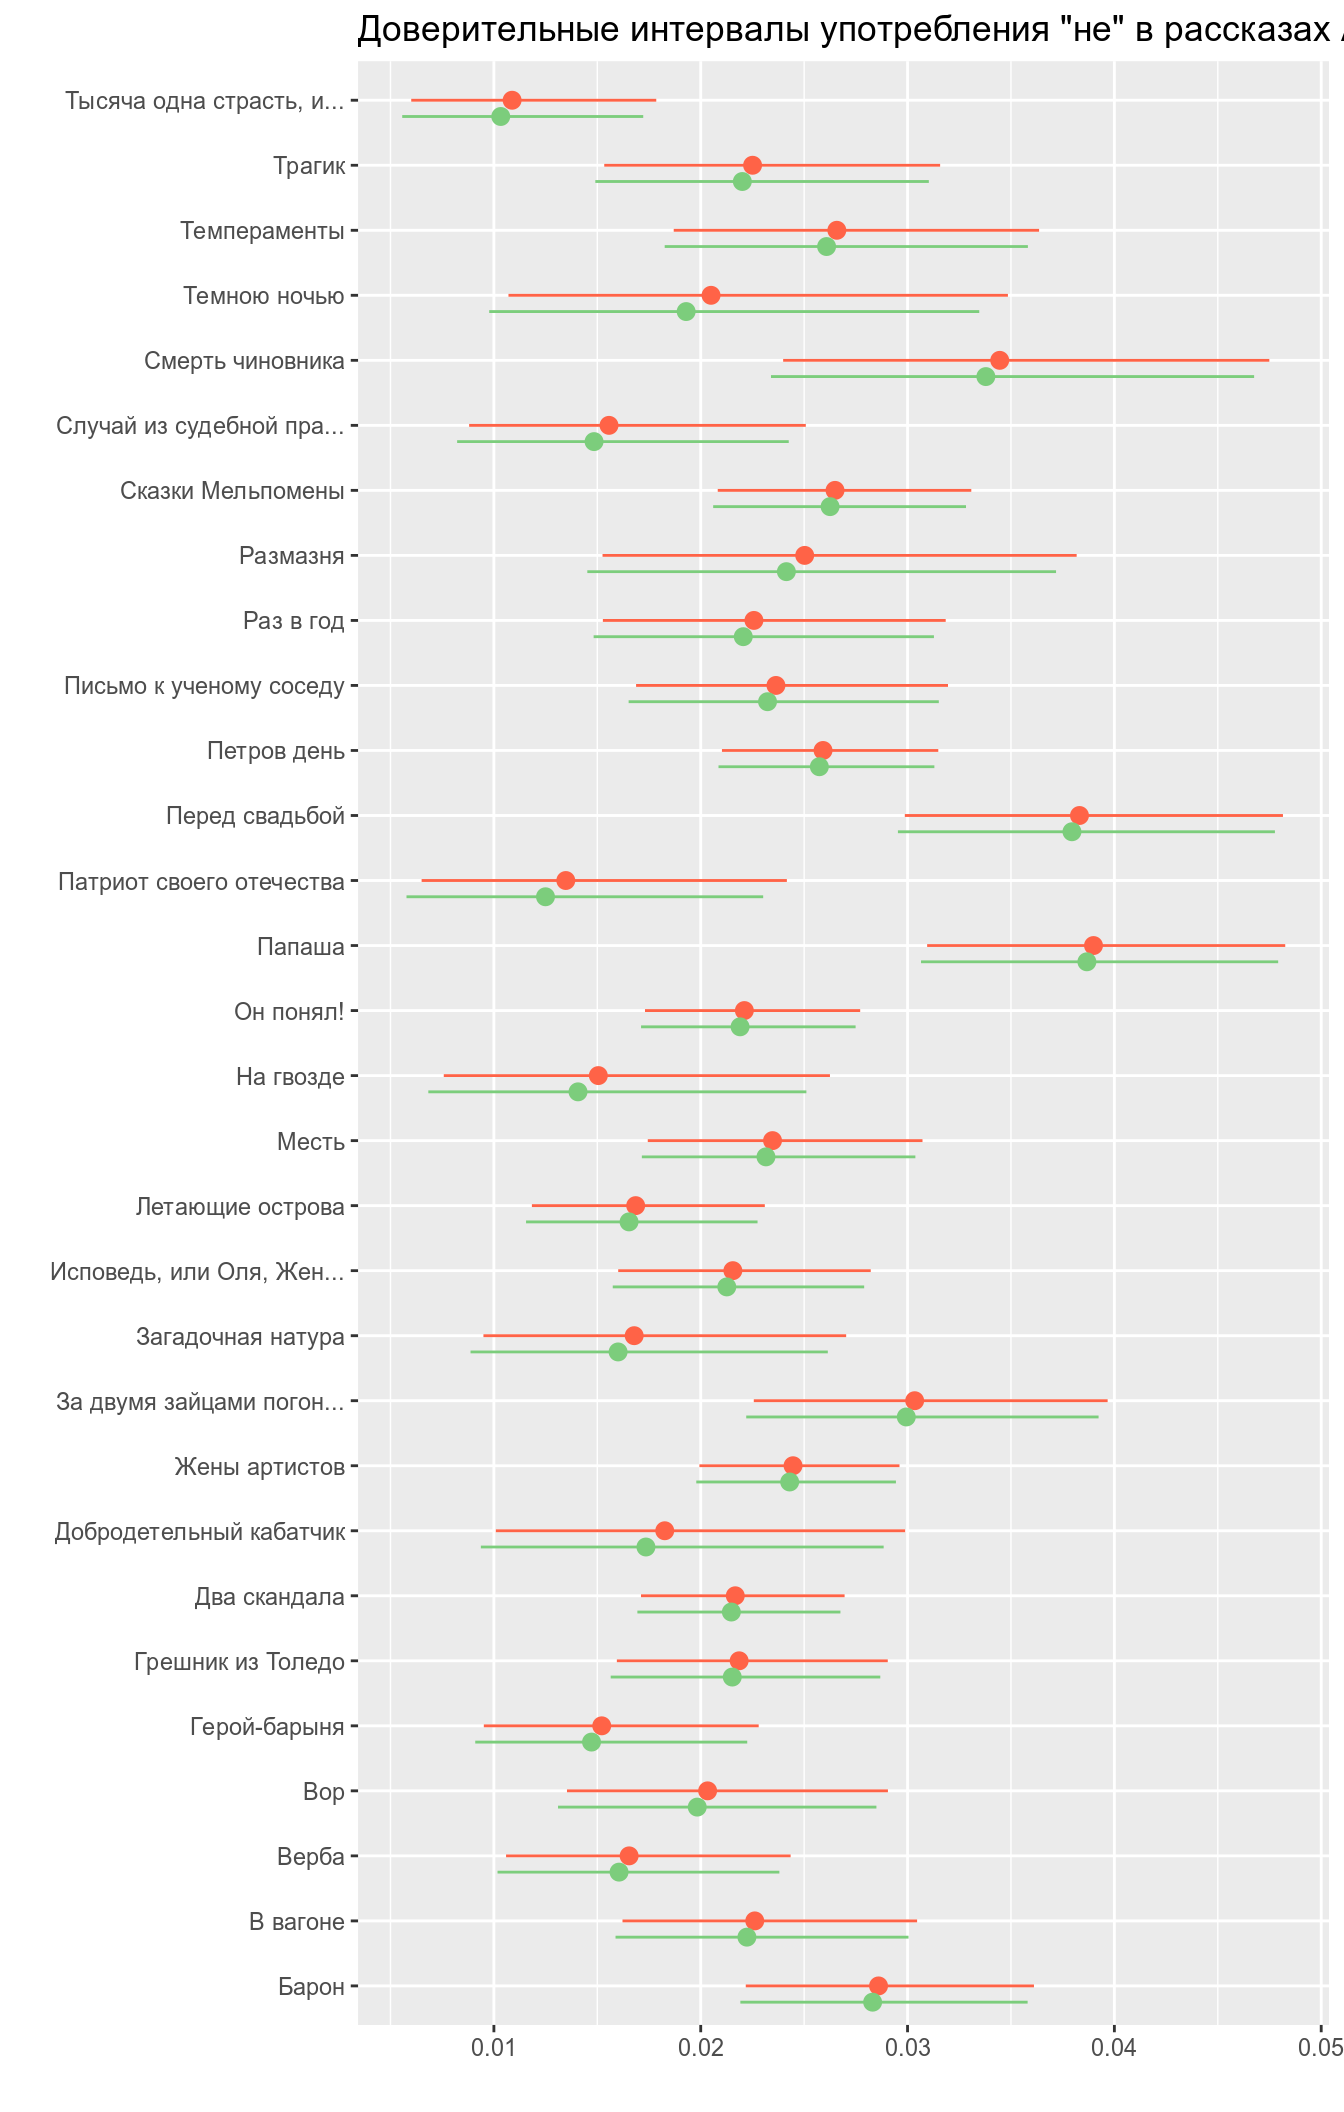 Доверительные интервалы употребления "не" в рассказах
Тысяча одна страсть, и...
Трагик
Темпераменты
Темною ночью
Смерть чиновника
Случай из судебной пра...
Сказки Мельпомены
Размазня
Раз в год
Письмо к ученому соседу
Петров день
Перед свадьбой
Патриот своего отечества
Папаша
Он понял!
На гвозде
Месть
Летающие острова
Исповедь, или Оля, Жен...
Загадочная натура
За двумя зайцами погон...
Жены артистов
Добродетельный кабатчик
Два скандала
Грешник из Толедо
Герой-барыня
Вор
Верба
В вагоне
Барон
0.01 0.02 0.03 0.04 0.05